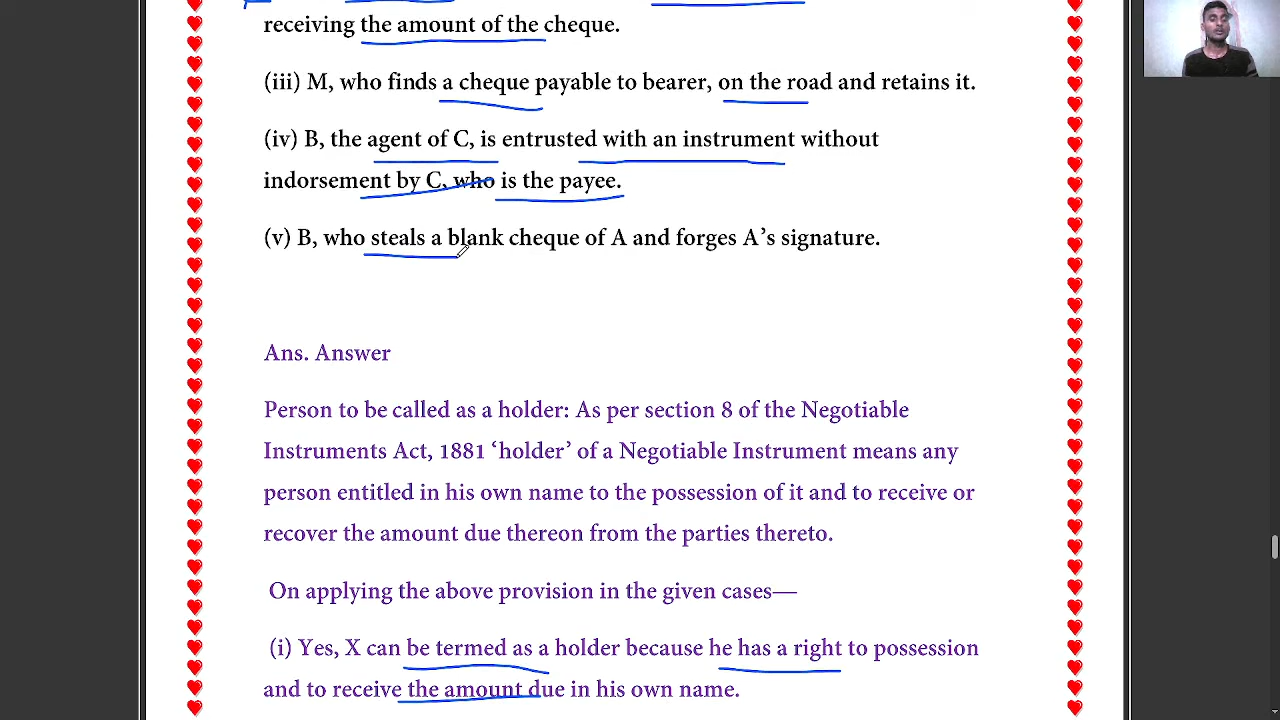 receiving the amount of the cheque.
(iii) M, who finds a cheque payable to bearer, on the road and retains it.
(iv) B, the agent of C, is entrusted with an instrument without
indorsement by C, who is the payee.
(v) B, who steals a blank cheque of A and forges A’s signature.
Ans. Answer
Person to be called as a holder: As per section 8 of the Negotiable
Instruments Act, 1881 ‘holder’ of a Negotiable Instrument means any
person entitled in his own name to the possession of it and to receive or
recover the amount due thereon from the parties thereto.
On applying the above provision in the given cases—
(i) Yes, X can be termed as a holder because he has a right to possession
and to receive the amount due in his own name.